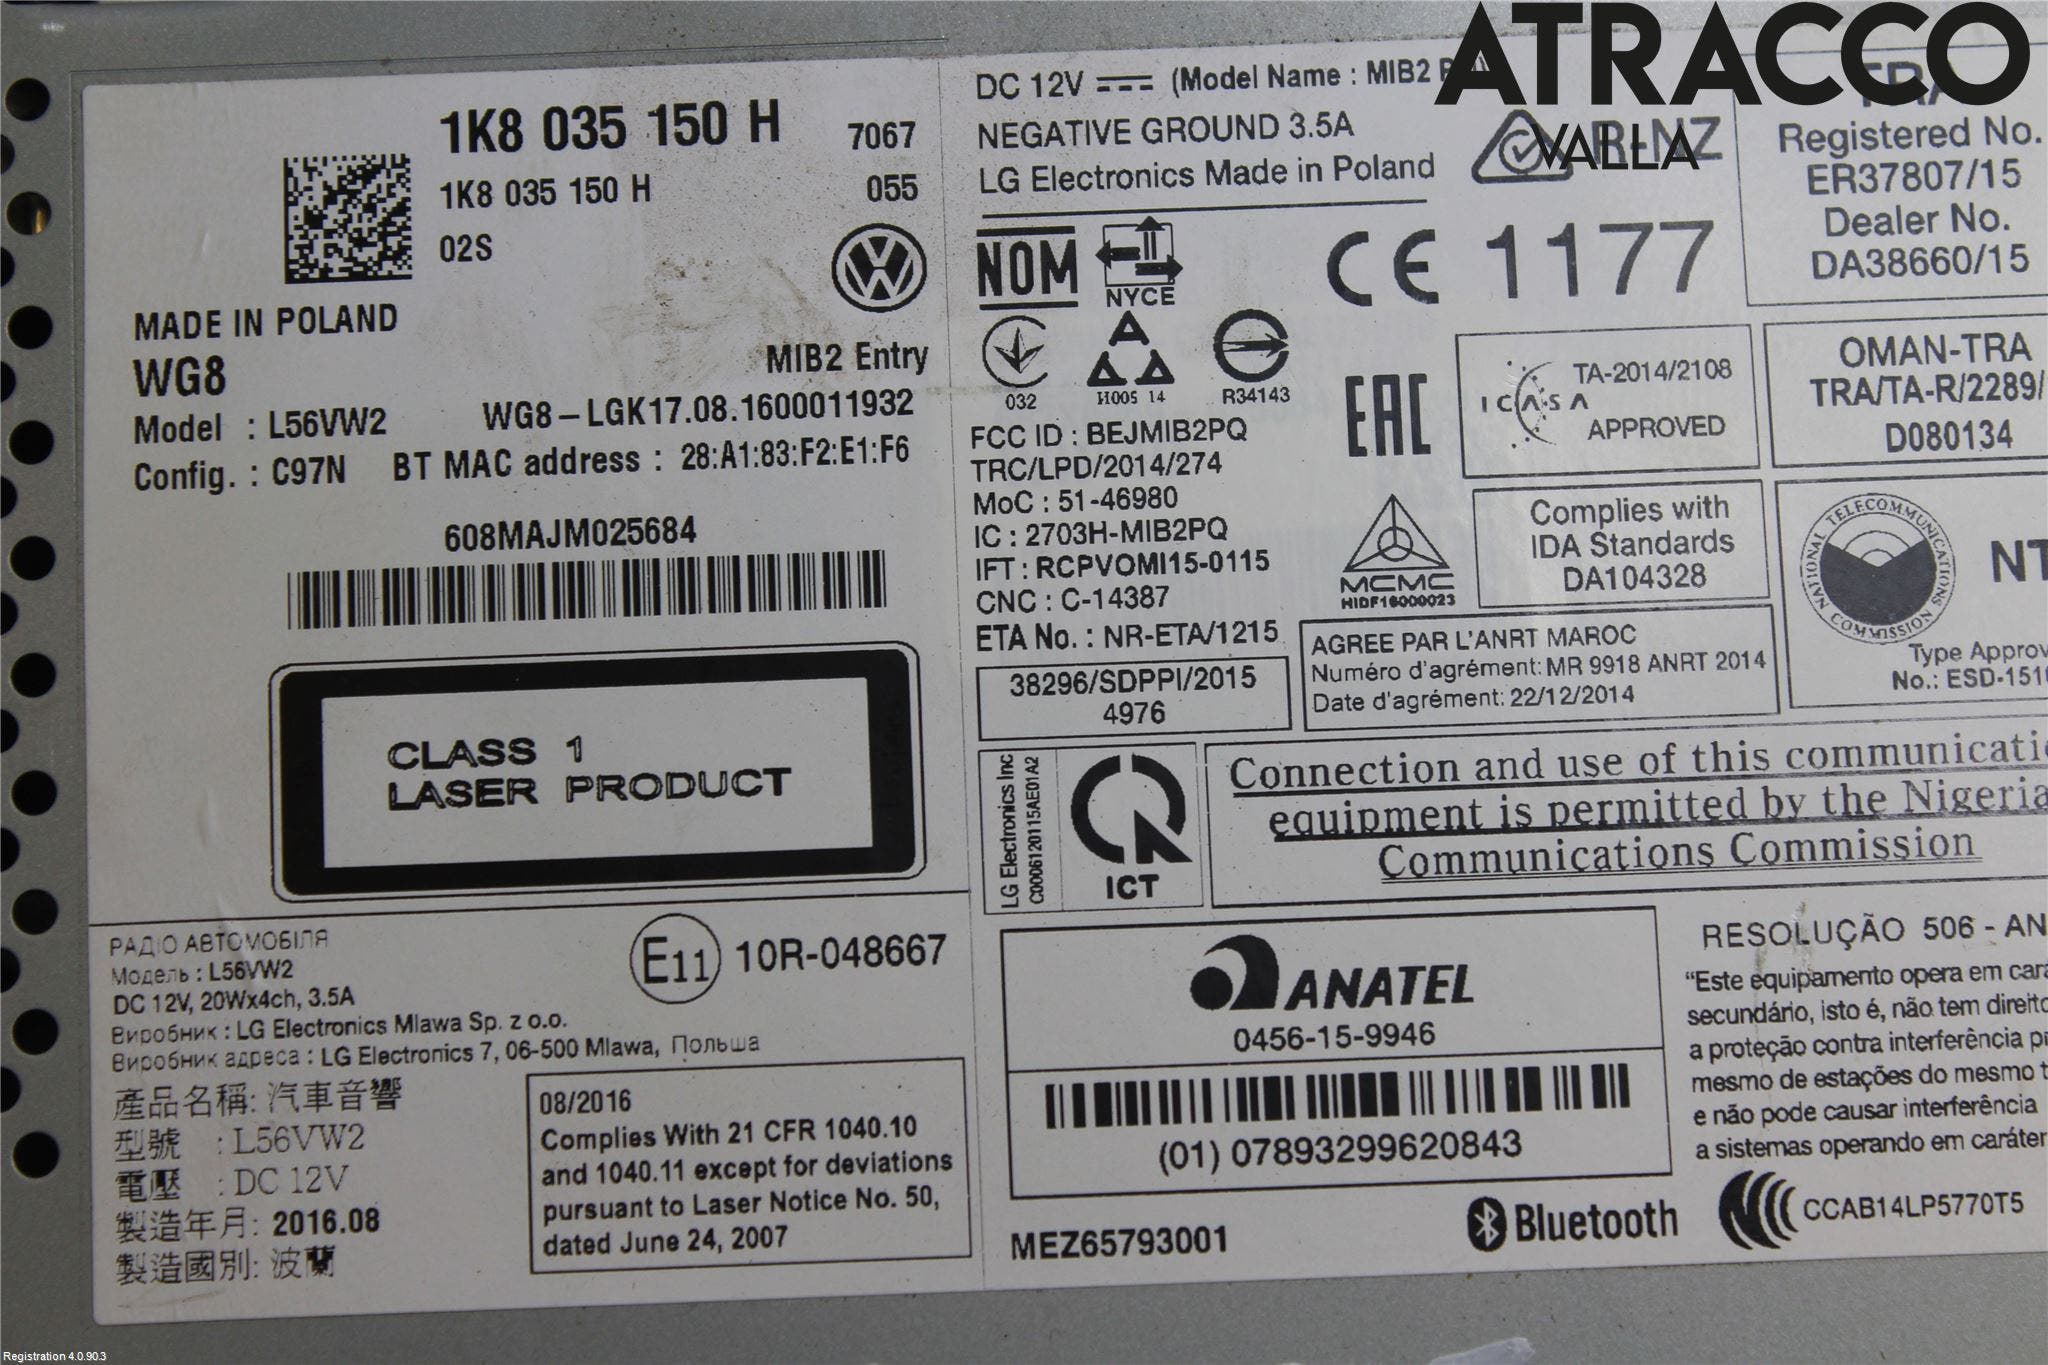 ATRACCO
VALLA
1K8 035 150 H 7067
1K8 035 150 H 055
02S
MADE IN POLAND
WG8 MIB2 Entry
Model : L56VW2 WG8-LGK17.08.1600011932
Config. : C97N BT MAC address : 28:A1:83:F2:E1:F6
608MAJM025684
CLASS 1
LASER PRODUCT
РАДІО АВТОМОБІЛЯ
Модель : L56VW2
DC 12V, 20Wx4ch, 3.5A
Виробник : LG Electronics Mlawa Sp. z o.o.
Виробник адреса : LG Electronics 7, 06-500 Mlawa, Польша
E11 10R-048667
產品名稱: 汽車音響
型號 : L56VW2
電壓 : DC 12V
製造年月: 2016.08
製造國別: 波蘭
08/2016
Complies With 21 CFR 1040.10
and 1040.11 except for deviations
pursuant to Laser Notice No. 50,
dated June 24, 2007
DC 12V (Model Name : MIB2
NEGATIVE GROUND 3.5A
LG Electronics Made in Poland
R-NZ
NOM
NYCE
CE 1177
032
H005 14
R34143
FCC ID : BEJMIB2PQ
TRC/LPD/2014/274
MoC : 51-46980
IC : 2703H-MIB2PQ
IFT : RCPVOMI15-0115
CNC : C-14387
ETA No. : NR-ETA/1215
EAC
ICASA
TA-2014/2108
APPROVED
TRA
Registered No.
ER37807/15
Dealer No.
DA38660/15
OMAN-TRA
TRA/TA-R/2289/
D080134
MCMC
HIDF16000023
Complies with
IDA Standards
DA104328
NATIONAL TELECOMMUNICATIONS COMMISSION
NT
Type Approv
No.: ESD-151
38296/SDPPI/2015
4976
AGREE PAR L'ANRT MAROC
Numéro d'agrément: MR 9918 ANRT 2014
Date d'agrément: 22/12/2014
LG Electronics Inc
C000612015AE01A2
ICT
Connection and use of this communicati
equipment is permitted by the Nigeria
Communications Commission
ANATEL
0456-15-9946
(01) 07893299620843
RESOLUÇÃO 506 - AN
"Este equipamento opera em cará
secundário, isto é, não tem direito
a proteção contra interferência pr
mesmo de estações do mesmo t
e não pode causar interferência
a sistemas operando em caráter
MEZ65793001
Bluetooth
CCAB14LP5770T5
Registration 4.0.90.3